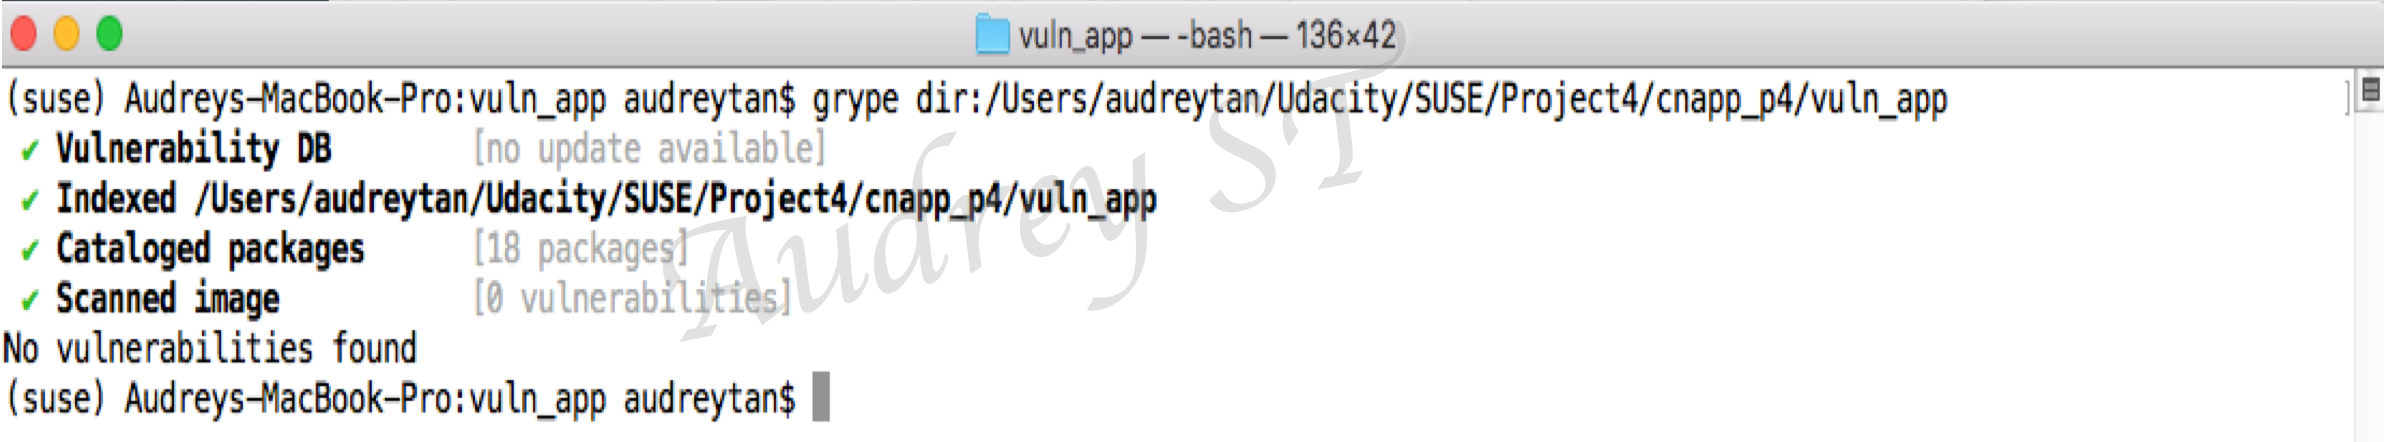 vuln_app — -bash — 136×42
(suse) Audreys-MacBook-Pro:vuln_app audreytan$ grype dir:/Users/audreytan/Udacity/SUSE/Project4/cnapp_p4/vuln_app
✔ Vulnerability DB [no update available]
✔ Indexed /Users/audreytan/Udacity/SUSE/Project4/cnapp_p4/vuln_app
✔ Cataloged packages [18 packages]
✔ Scanned image [0 vulnerabilities]
No vulnerabilities found
(suse) Audreys-MacBook-Pro:vuln_app audreytan$
Audrey ST